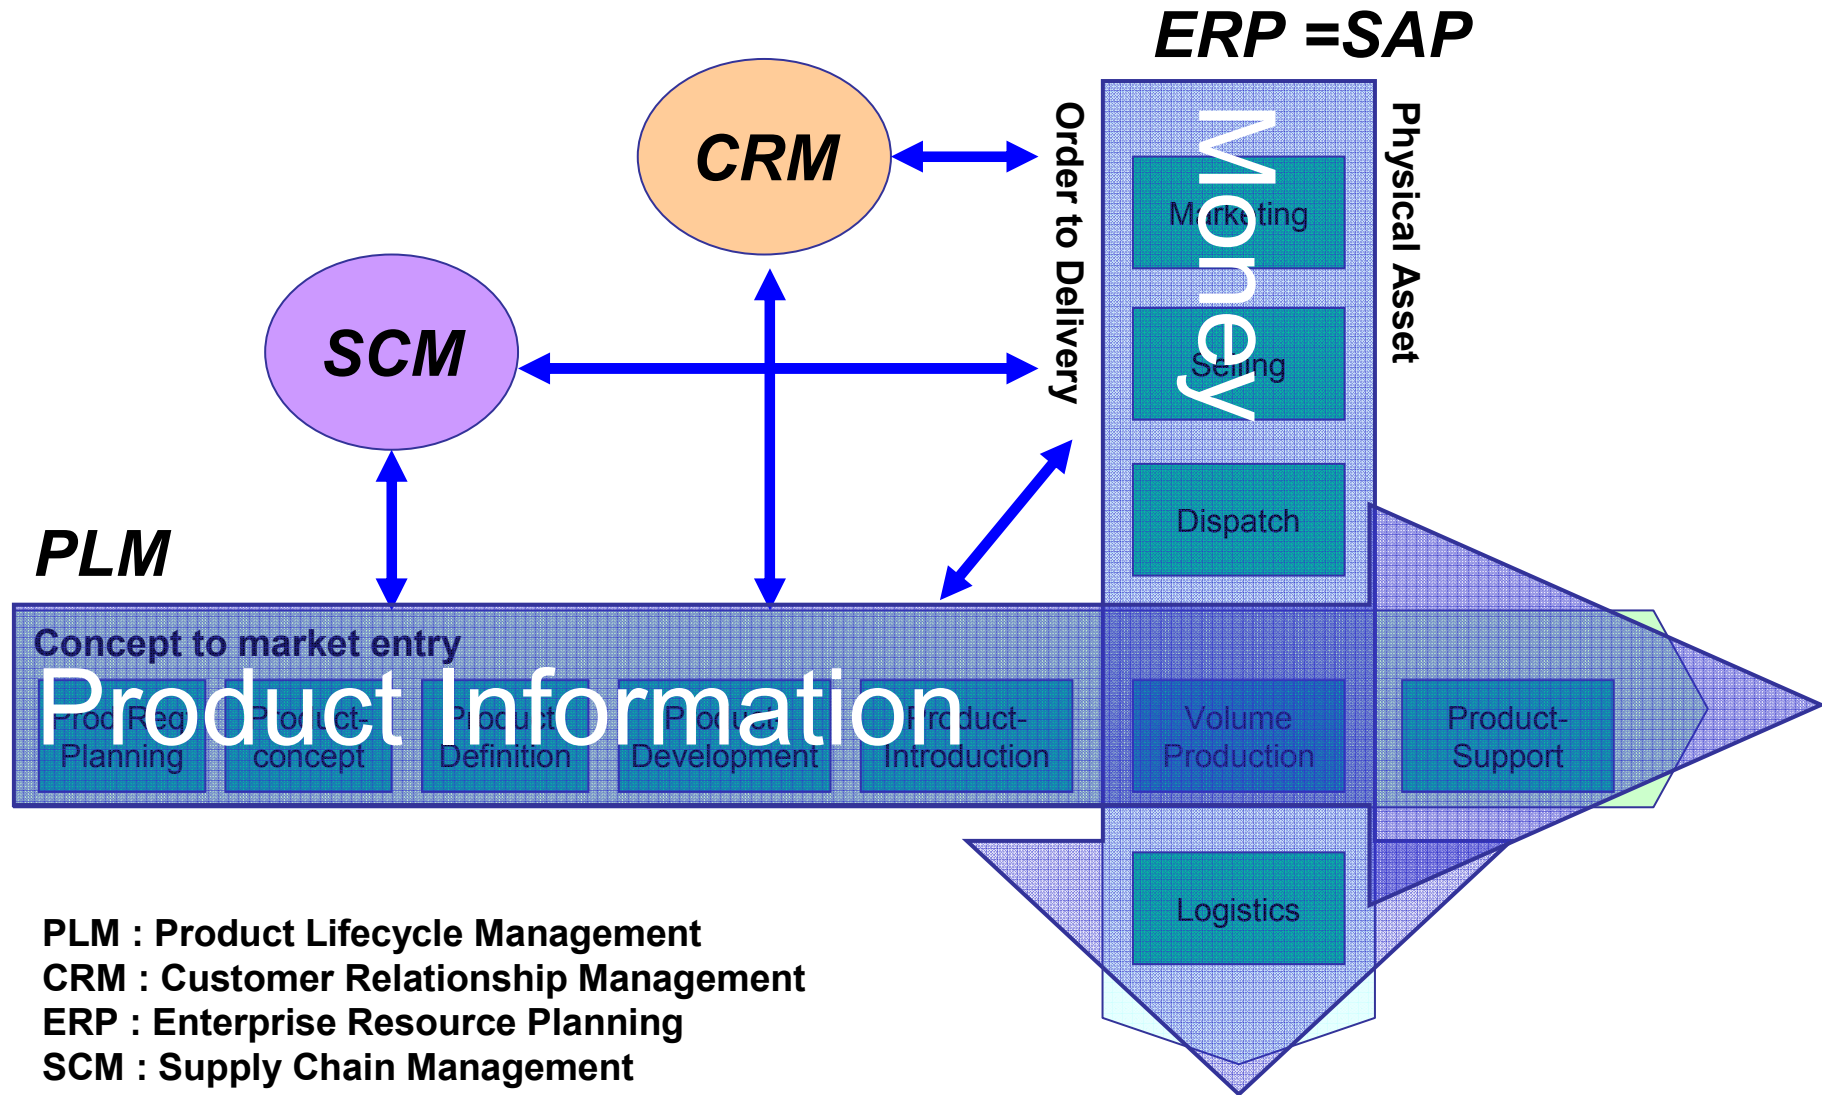 ERP =SAP
CRM
SCM
PLM
Order to Delivery
Money
Physical Asset
Marketing
Selling
Dispatch
Concept to market entry
Product Information
Prod Req
Planning
Product-
concept
Product
Definition
Product-
Development
Product-
Introduction
Volume
Production
Product-
Support
Logistics
PLM : Product Lifecycle Management
CRM : Customer Relationship Management
ERP : Enterprise Resource Planning
SCM : Supply Chain Management